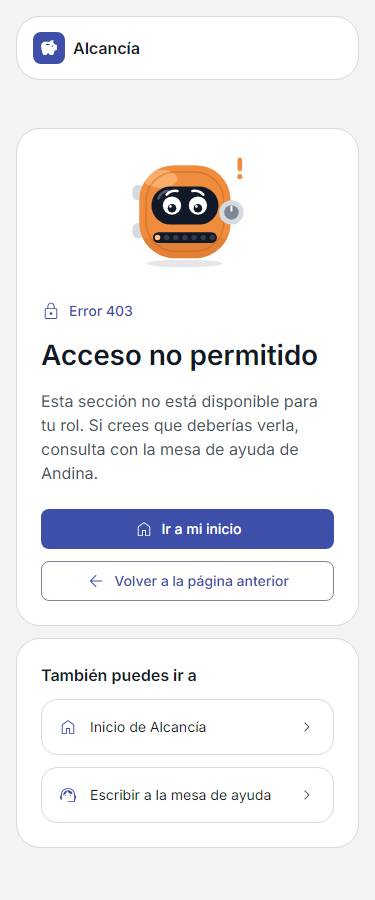 Alcancía
Error 403
Acceso no permitido
Esta sección no está disponible para
tu rol. Si crees que deberías verla,
consulta con la mesa de ayuda de
Andina.
Ir a mi inicio
Volver a la página anterior
También puedes ir a
Inicio de Alcancía
Escribir a la mesa de ayuda